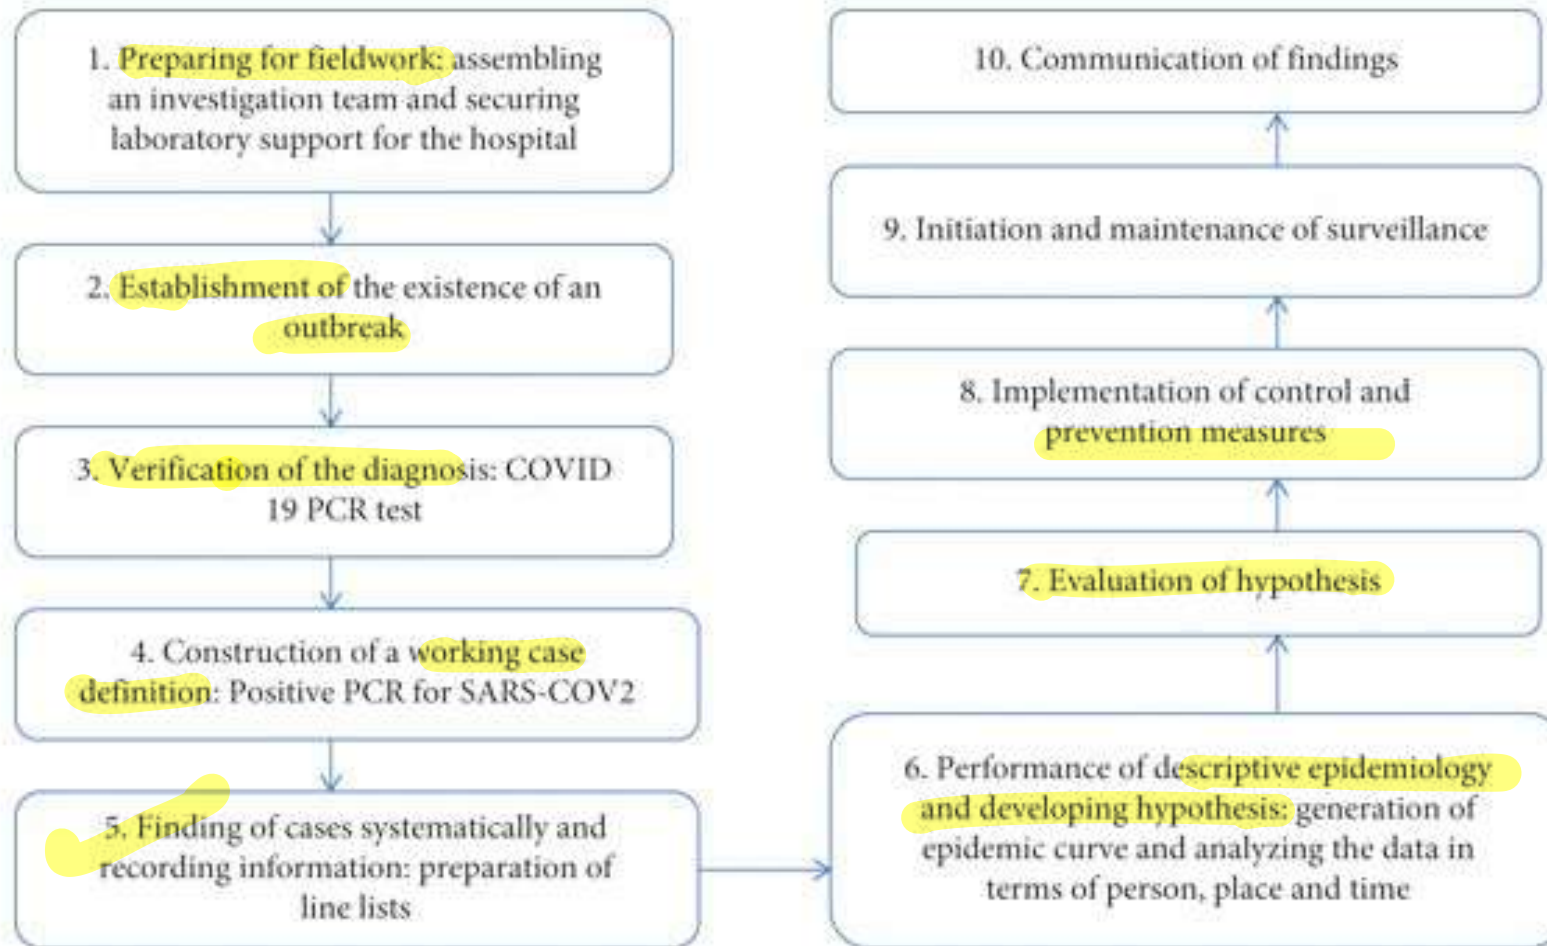 1. Preparing for fieldwork: assembling
an investigation team and securing
laboratory support for the hospital
2. Establishment of the existence of an
outbreak
3. Verification of the diagnosis: COVID
19 PCR test
4. Construction of a working case
definition: Positive PCR for SARS-COV2
5. Finding of cases systematically and
recording information: preparation of
line lists
6. Performance of descriptive epidemiology
and developing hypothesis: generation of
epidemic curve and analyzing the data in
terms of person, place and time
7. Evaluation of hypothesis
8. Implementation of control and
prevention measures
9. Initiation and maintenance of surveillance
10. Communication of findings